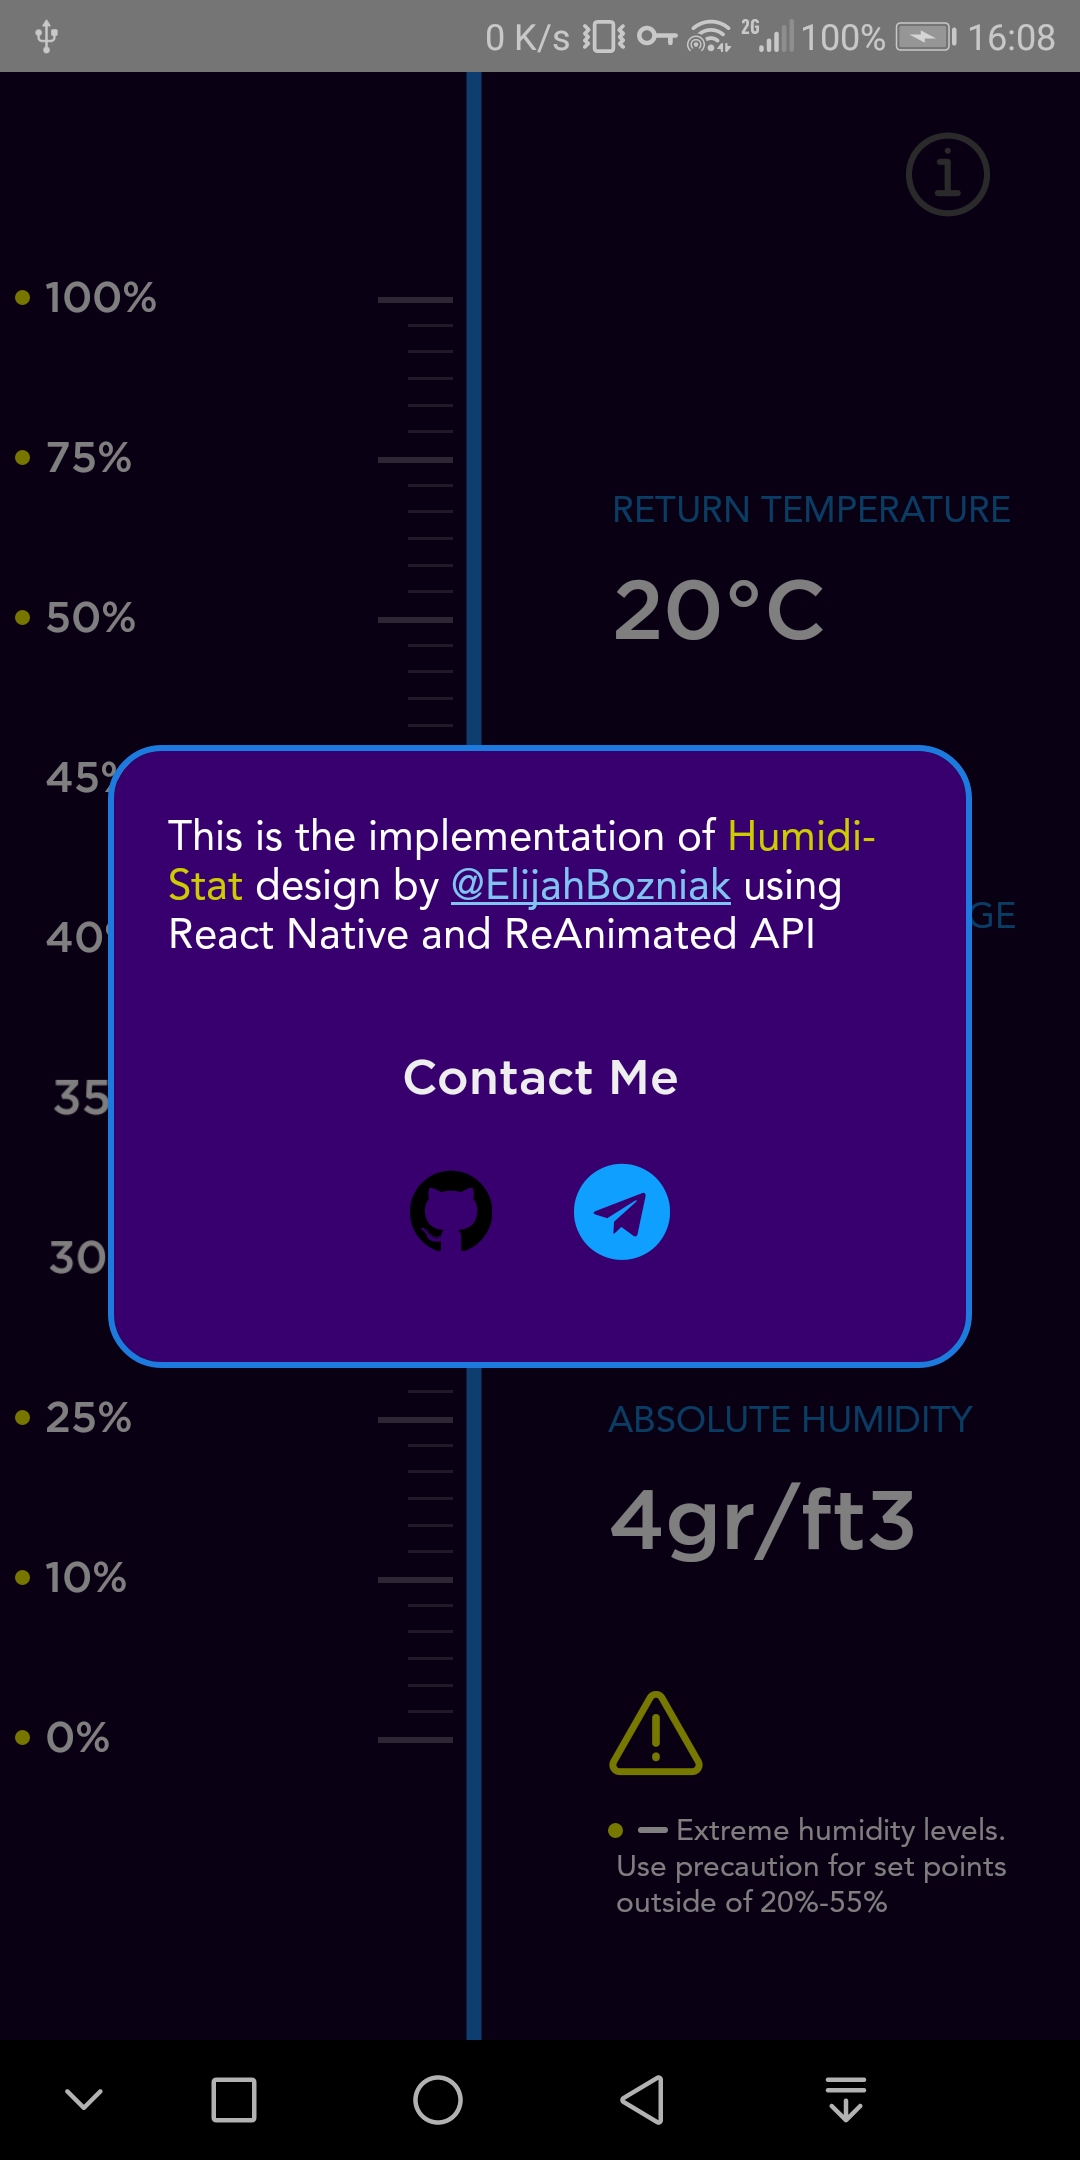 0 K/s 2G 100% 16:08
100%
75%
RETURN TEMPERATURE
20°C
50%
45%
This is the implementation of Humidi-
Stat design by @ElijahBozniak using
React Native and ReAnimated API
GE
40
Contact Me
35
30
25%
ABSOLUTE HUMIDITY
4gr/ft3
10%
0%
Extreme humidity levels.
Use precaution for set points
outside of 20%-55%